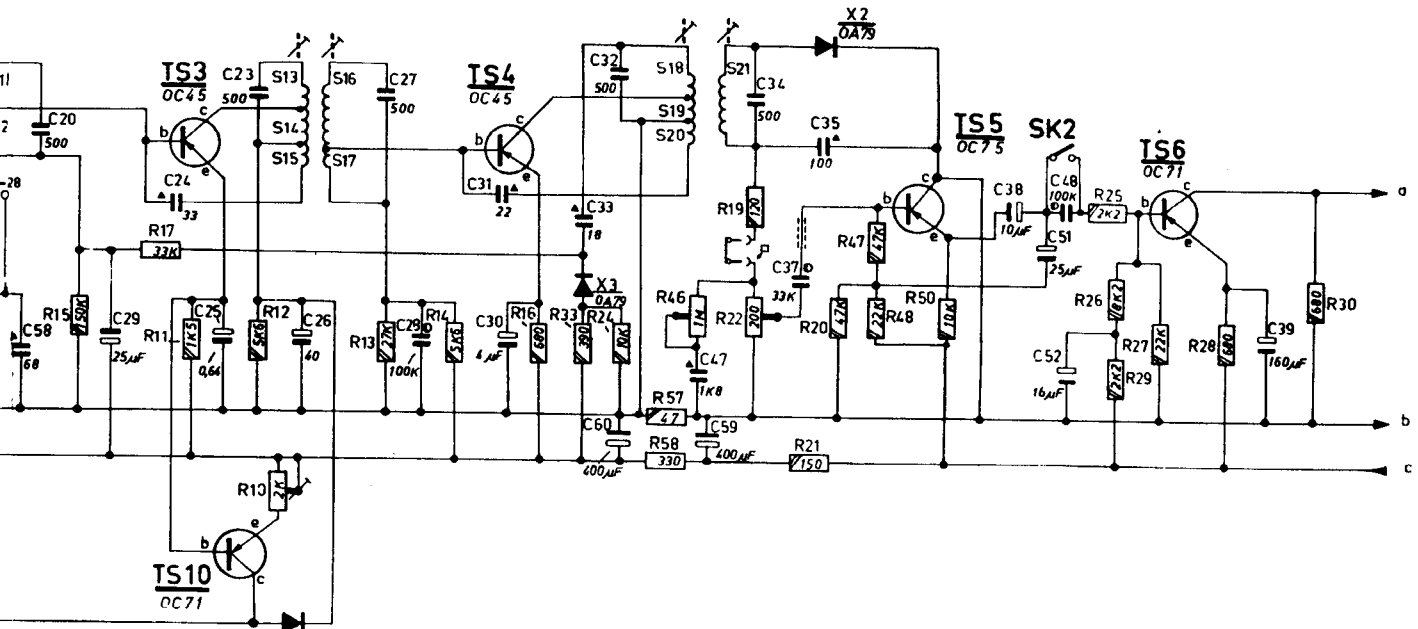 X2
OA79
TS3
OC45
C23
500
S13
S14
S15
S16
S17
C27
500
TS4
OC45
C32
500
S18
S19
S20
S21
C34
500
C35
100
TS5
OC75
SK2
TS6
OC71
C20
500
2
-28
b
c
e
C24
33
b
c
e
C31
22
C33
18
R19
120
b
c
e
C38
10µF
C48
100K
R25
2K2
b
c
e
a
R17
33K
X3
OA79
C37
33K
R47
47K
C51
25µF
R15
150K
C29
25µF
R11
1K5
C25
0,64
R12
5K6
C26
40
R13
27K
C28
100K
R14
5K6
C30
4µF
R16
680
R33
390
R24
10K
R46
1M
R22
200
R20
47K
R48
22K
R50
10K
R26
8K2
R27
22K
R28
680
C39
160µF
R30
680
C58
68
C47
1K8
C52
16µF
R29
2K2
R57
47
C60
400µF
R58
330
C59
400µF
R21
150
b
c
R10
2K
e
b
c
TS10
OC71